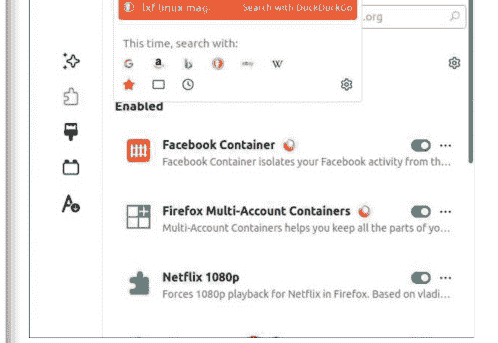 lxf linux mag
Search with DuckDuckGo
.org
This time, search with:
G a b W
Enabled
Facebook Container
Facebook Container isolates your Facebook activity from th...
Firefox Multi-Account Containers
Multi-Account Containers helps you keep all the parts of yo...
Netflix 1080p
Forces 1080p playback for Netflix in Firefox. Based on vladi...